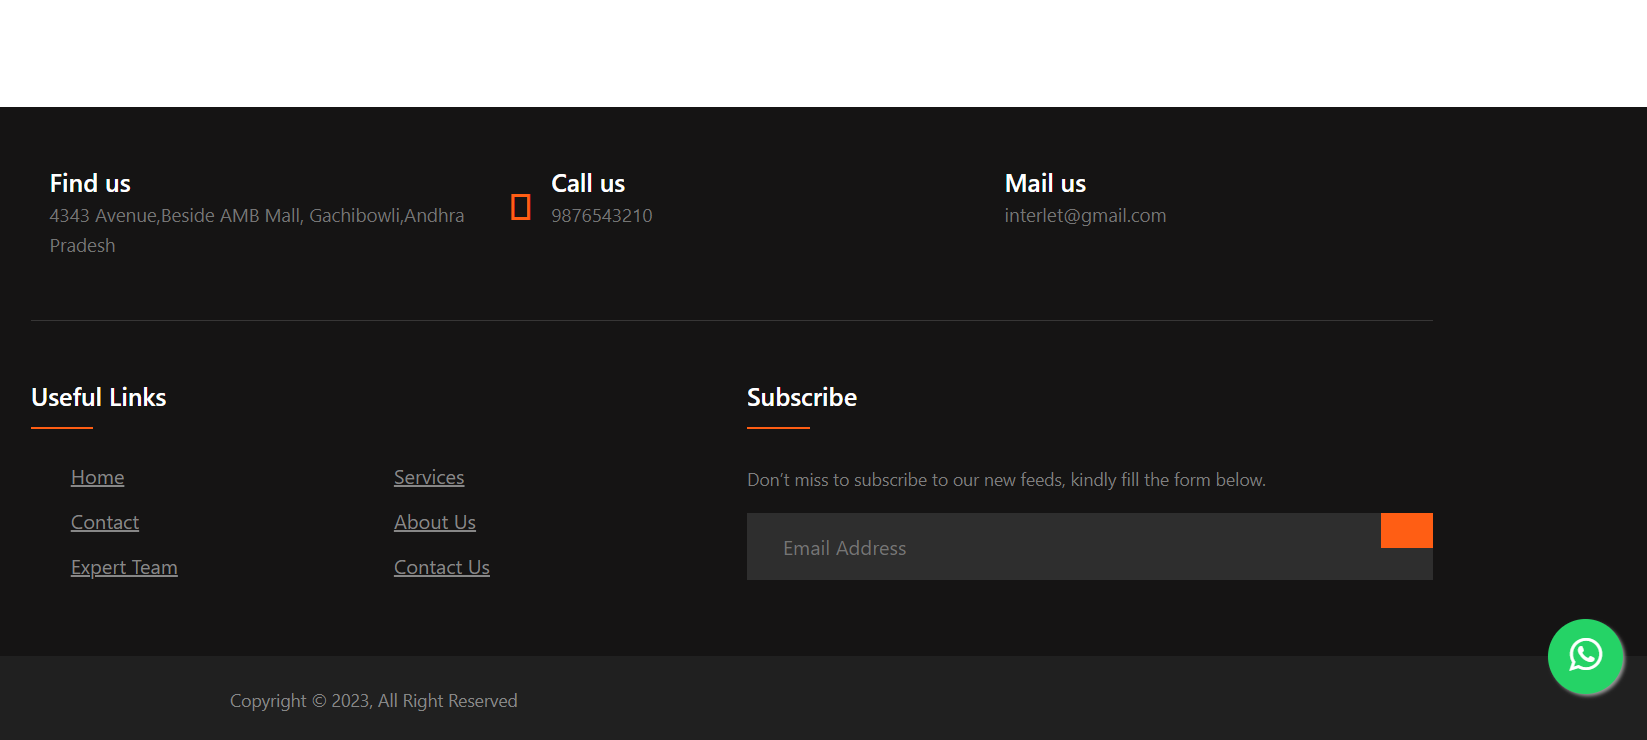 Find us
4343 Avenue,Beside AMB Mall, Gachibowli,Andhra
Pradesh
Call us
9876543210
Mail us
interlet@gmail.com
Useful Links
Home
Services
Contact
About Us
Expert Team
Contact Us
Subscribe
Don’t miss to subscribe to our new feeds, kindly fill the form below.
Email Address
Copyright © 2023, All Right Reserved